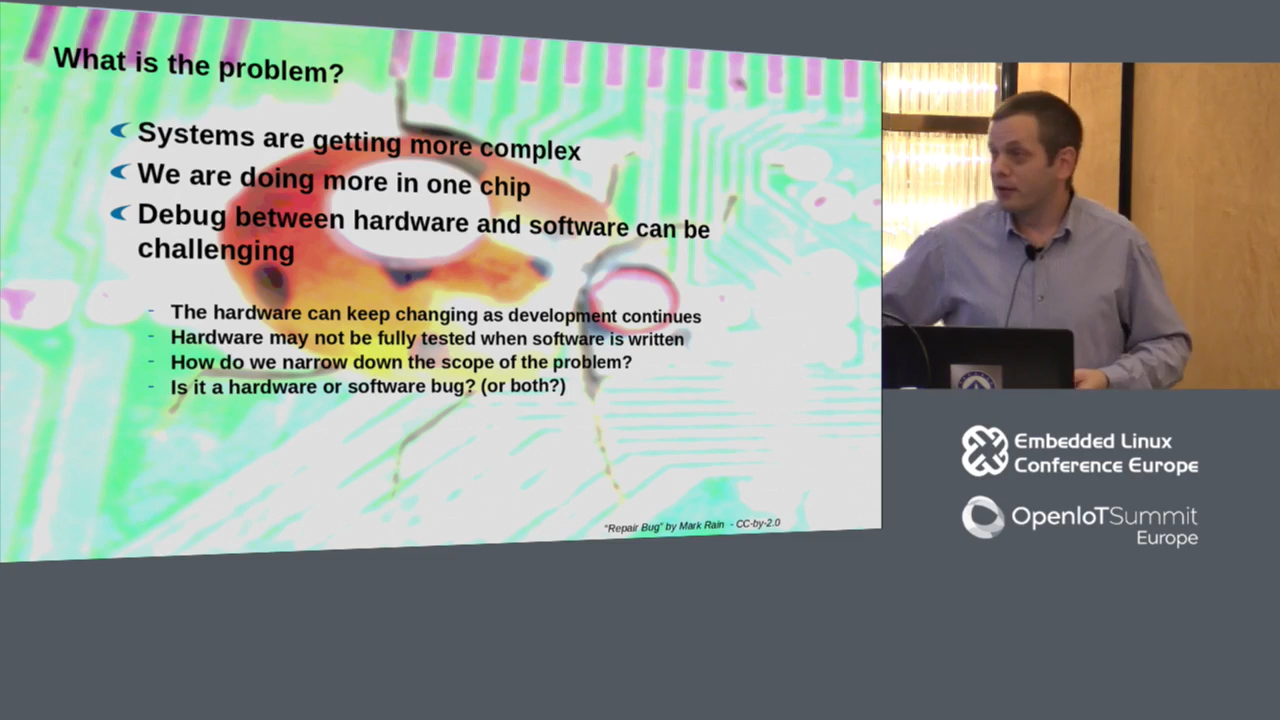 What is the problem?
Systems are getting more complex
We are doing more in one chip
Debug between hardware and software can be
challenging
- The hardware can keep changing as development continues
- Hardware may not be fully tested when software is written
- How do we narrow down the scope of the problem?
- Is it a hardware or software bug? (or both?)
"Repair Bug" by Mark Rain - CC-by-2.0
Embedded Linux
Conference Europe
OpenIoTSummit
Europe